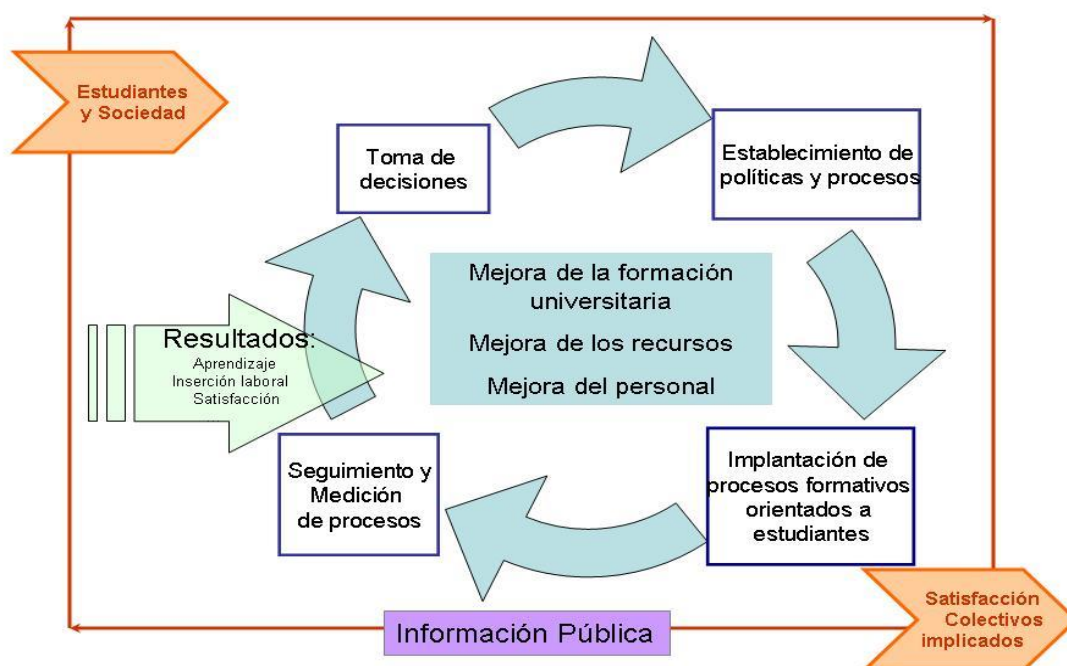 Estudiantes
y Sociedad
Toma de
decisiones
Establecimiento de
políticas y procesos
Mejora de la formación
universitaria
Mejora de los recursos
Mejora del personal
Resultados:
Aprendizaje
Inserción laboral
Satisfacción
...
Seguimiento y
Medición
de procesos
Implantación de
procesos formativos
orientados a
estudiantes
Satisfacción
Colectivos
implicados
Información Pública